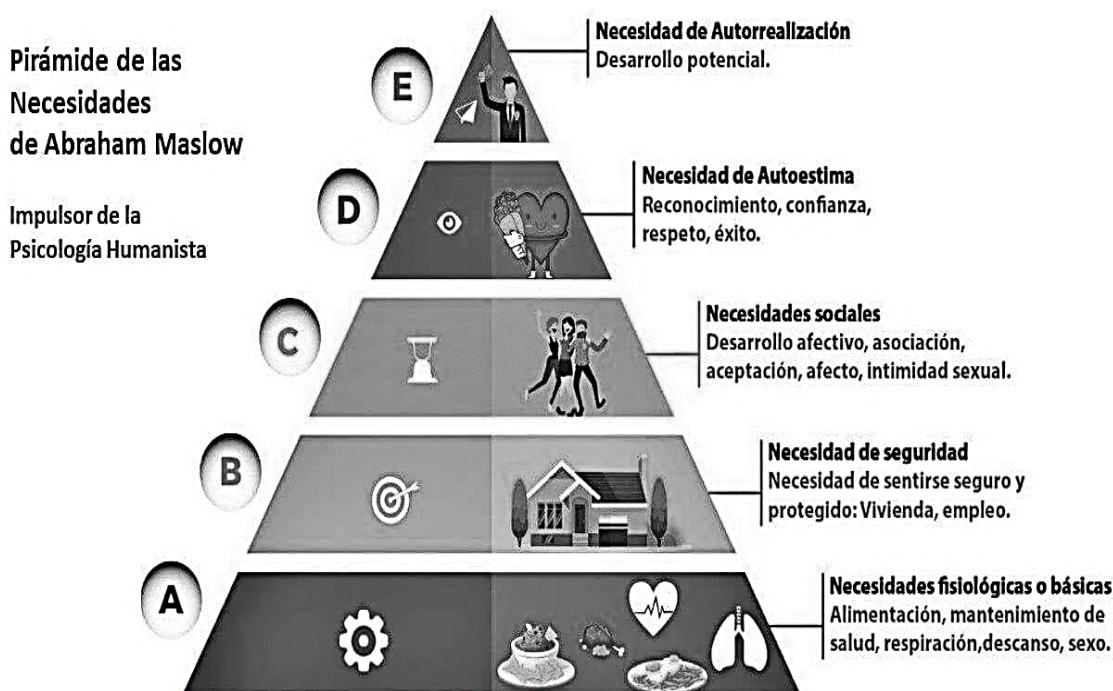 Pirámide de las
Necesidades
de Abraham Maslow
Impulsor de la
Psicología Humanista
E
Necesidad de Autorrealización
Desarrollo potencial.
D
Necesidad de Autoestima
Reconocimiento, confianza,
respeto, éxito.
C
Necesidades sociales
Desarrollo afectivo, asociación,
aceptación, afecto, intimidad sexual.
B
Necesidad de seguridad
Necesidad de sentirse seguro y
protegido: Vivienda, empleo.
A
Necesidades fisiológicas o básicas
Alimentación, mantenimiento de
salud, respiración,descanso, sexo.